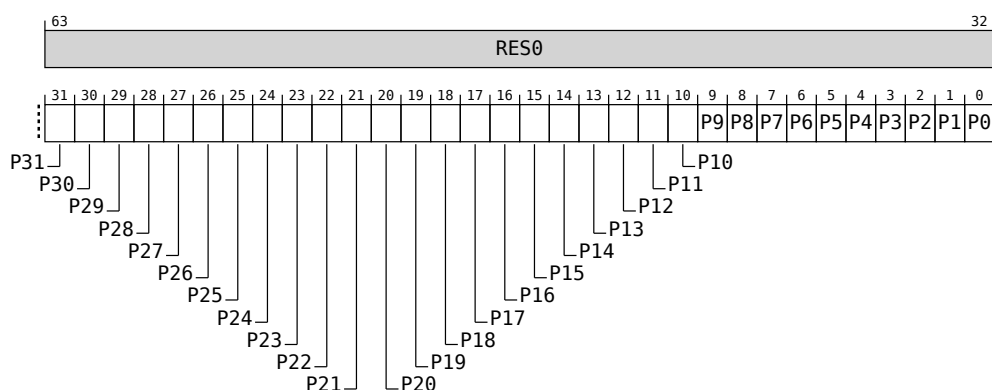 63 32
RES0
31 30 29 28 27 26 25 24 23 22 21 20 19 18 17 16 15 14 13 12 11 10 9 8 7 6 5 4 3 2 1 0
P9 P8 P7 P6 P5 P4 P3 P2 P1 P0
P31 P10
P30 P11
P29 P12
P28 P13
P27 P14
P26 P15
P25 P16
P24 P17
P23 P18
P22 P19
P21 P20